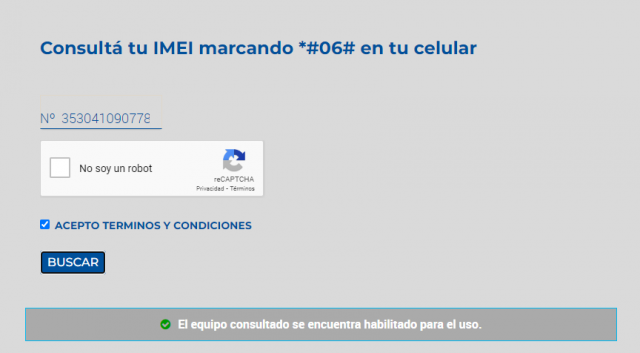 Consultá tu IMEI marcando *#06# en tu celular
Nº 353041090778
No soy un robot
reCAPTCHA
Privacidad - Términos
ACEPTO TERMINOS Y CONDICIONES
BUSCAR
El equipo consultado se encuentra habilitado para el uso.